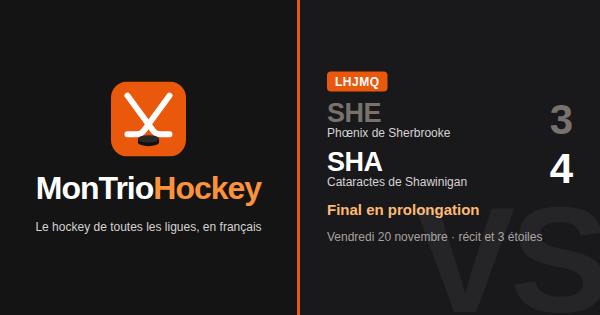 MonTrioHockey
Le hockey de toutes les ligues, en français
LHJMQ
SHE 3
Phœnix de Sherbrooke
SHA 4
Cataractes de Shawinigan
Final en prolongation
Vendredi 20 novembre · récit et 3 étoiles
VS